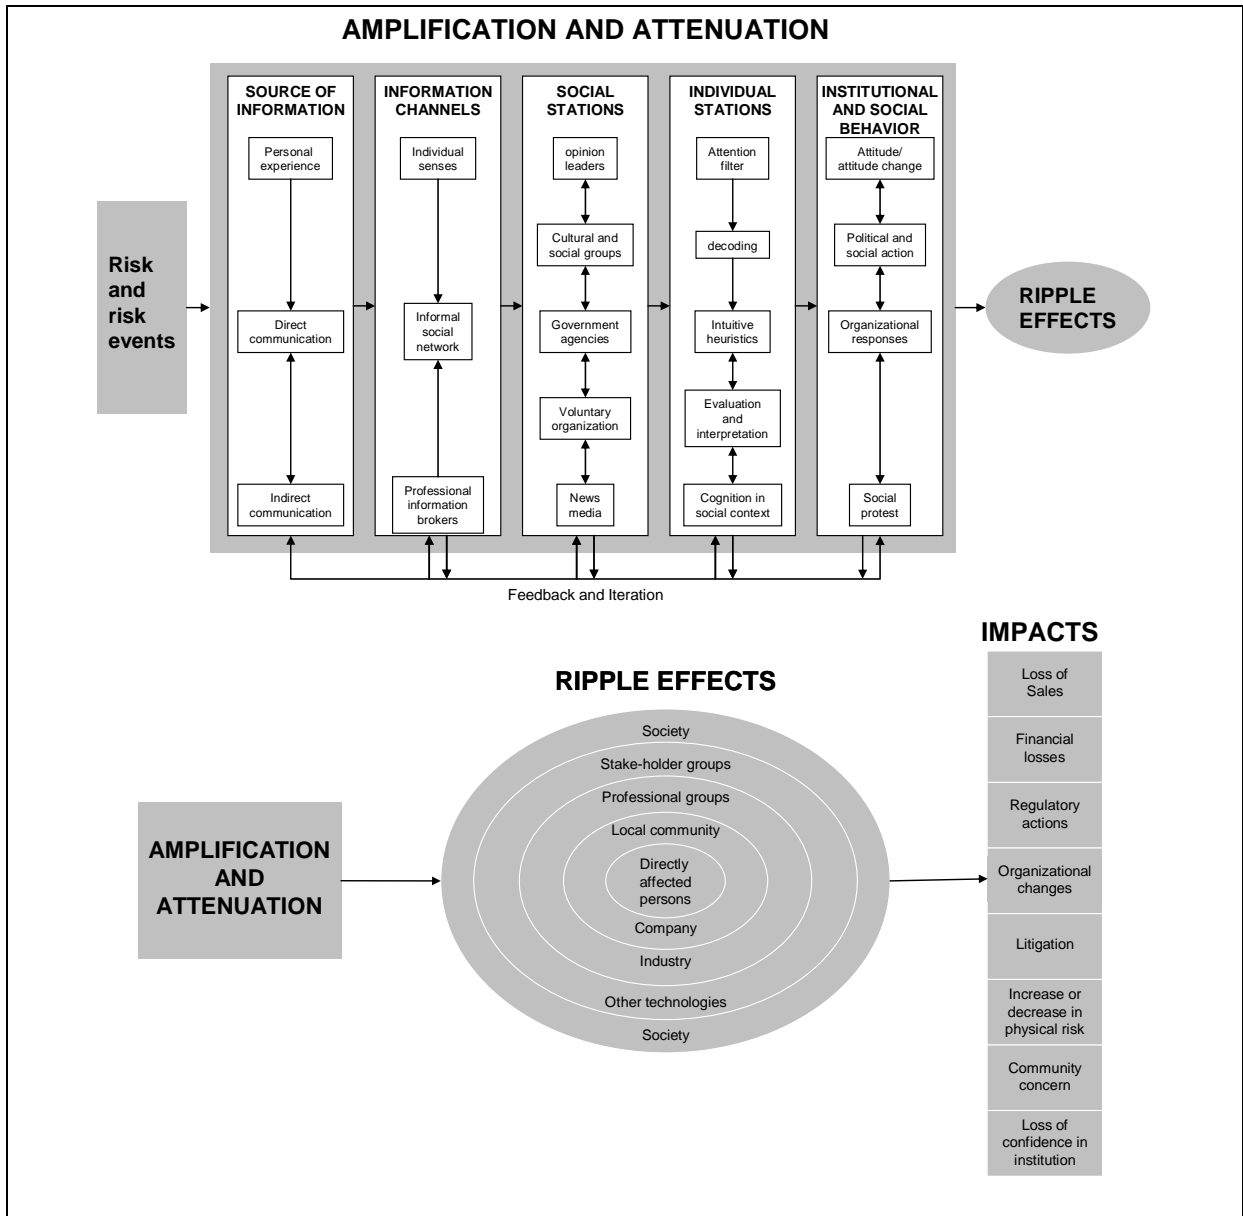 AMPLIFICATION AND ATTENUATION
Risk
and
risk
events
SOURCE OF
INFORMATION
Personal
experience
Direct
communication
Indirect
communication
INFORMATION
CHANNELS
Individual
senses
Informal
social
network
Professional
information
brokers
SOCIAL
STATIONS
opinion
leaders
Cultural and
social groups
Government
agencies
Voluntary
organization
News
media
INDIVIDUAL
STATIONS
Attention
filter
decoding
Intuitive
heuristics
Evaluation
and
interpretation
Cognition in
social context
INSTITUTIONAL
AND SOCIAL
BEHAVIOR
Attitude/
attitude change
Political and
social action
Organizational
responses
Social
protest
RIPPLE
EFFECTS
Feedback and Iteration
AMPLIFICATION
AND
ATTENUATION
RIPPLE EFFECTS
Society
Stake-holder groups
Professional groups
Local community
Directly
affected
persons
Company
Industry
Other technologies
Society
IMPACTS
Loss of
Sales
Financial
losses
Regulatory
actions
Organizational
changes
Litigation
Increase or
decrease in
physical risk
Community
concern
Loss of
confidence in
institution